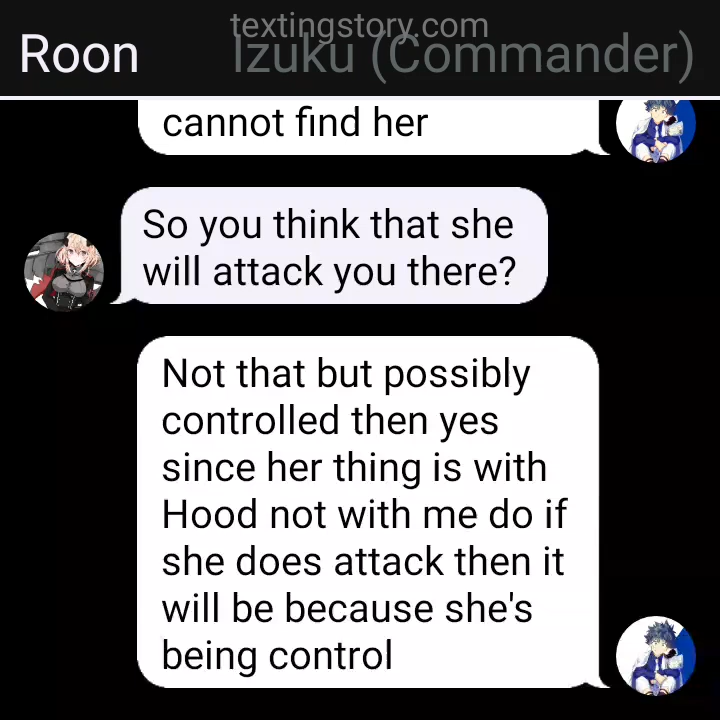 textingstory.com
Roon
Izuku (Commander)
cannot find her
So you think that she
will attack you there?
Not that but possibly
controlled then yes
since her thing is with
Hood not with me do if
she does attack then it
will be because she's
being control